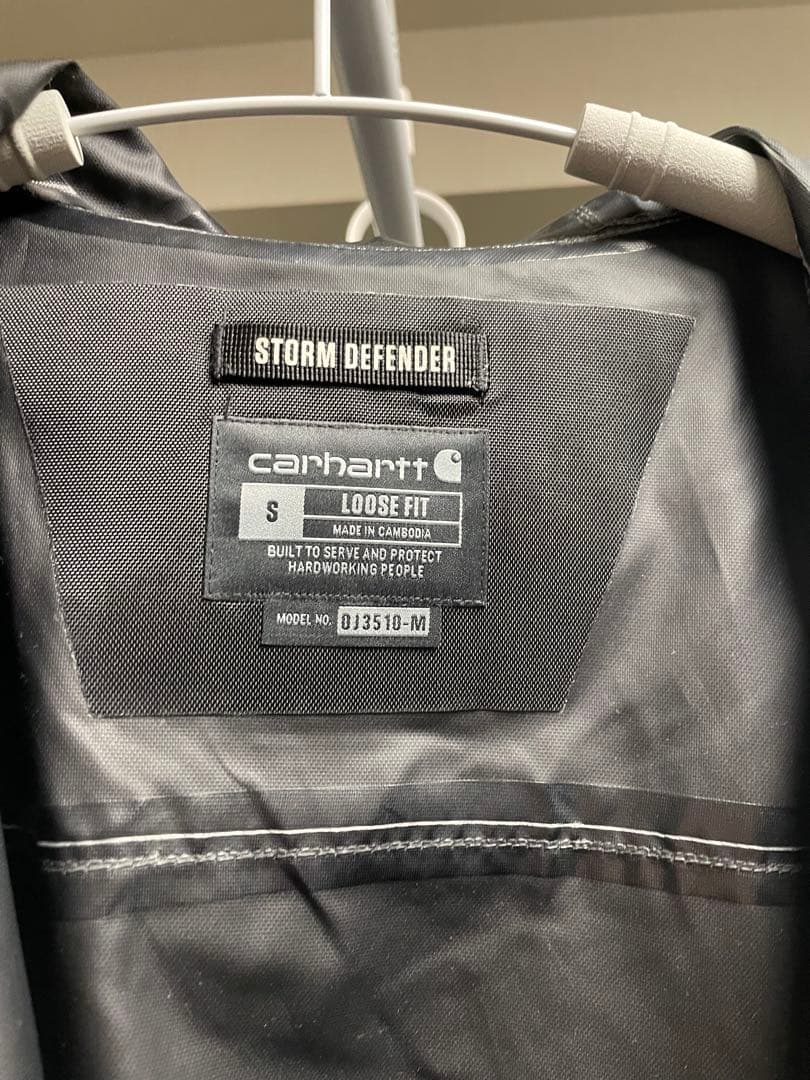 STORM DEFENDER
carhartt
S
LOOSE FIT
MADE IN CAMBODIA
BUILT TO SERVE AND PROTECT
HARDWORKING PEOPLE
MODEL NO. OJ3510-M